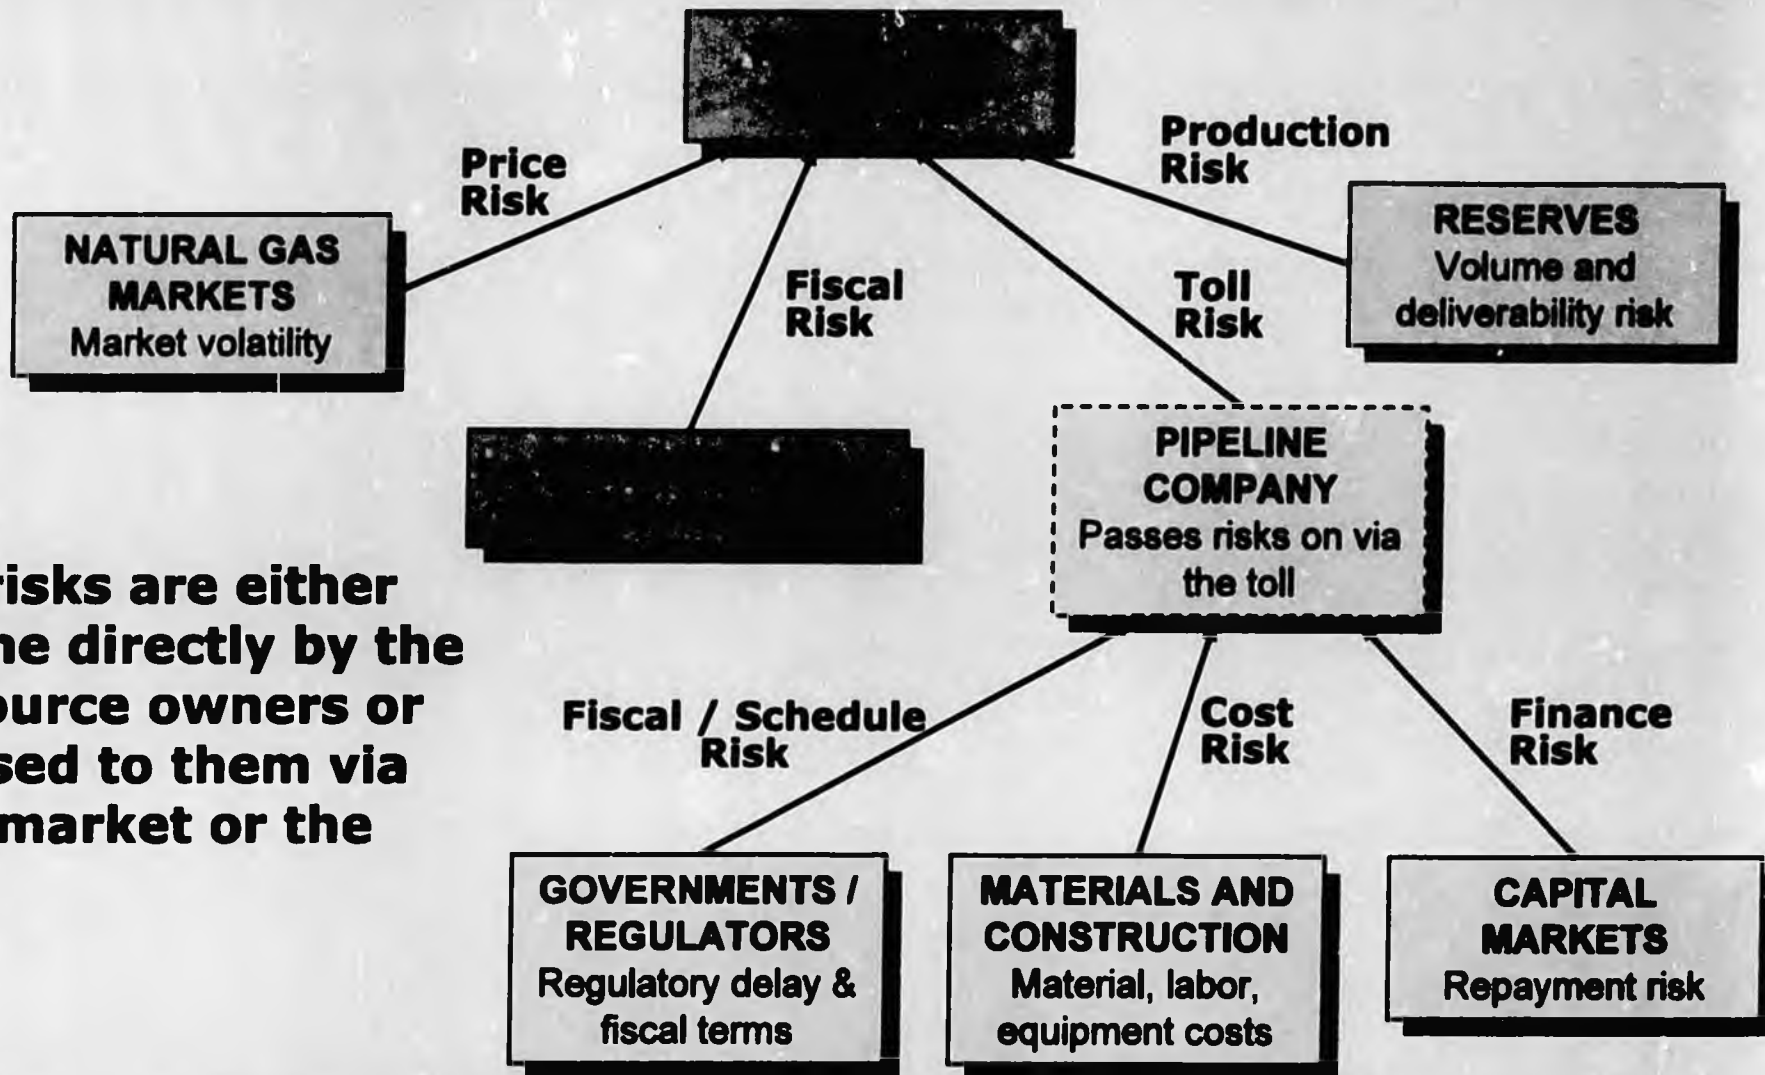 Price
Risk
Production
Risk
NATURAL GAS
MARKETS
Market volatility
Fiscal
Risk
Toll
Risk
RESERVES
Volume and
deliverability risk
PIPELINE
COMPANY
Passes risks on via
the toll
risks are either
ne directly by the
ource owners or
sed to them via
market or the
Fiscal / Schedule
Risk
Cost
Risk
Finance
Risk
GOVERNMENTS /
REGULATORS
Regulatory delay &
fiscal terms
MATERIALS AND
CONSTRUCTION
Material, labor,
equipment costs
CAPITAL
MARKETS
Repayment risk